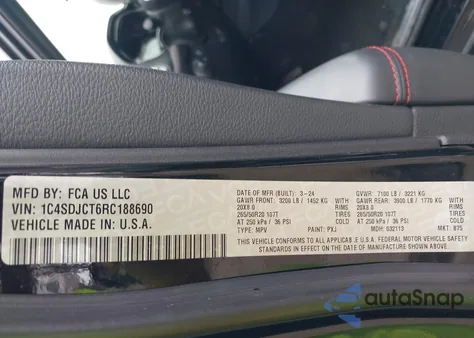 MFD BY: FCA US LLC
VIN: 1C4SDJCT6RC188690
VEHICLE MADE IN: U.S.A.
DATE OF MFR (BUILT) 3-24 GVWR: 7100 LB / 3221 KG
GAWR FRONT: 3200 LB / 1452 KG GAWR REAR: 3900 LB / 1770 KG
20X8.0 20X8.0
265/50R20 107T 265/50R20 107T
AT 250 kPa / 36 PSI COLD AT 250 kPa / 36 PSI COLD
TYPE: MPV PAINT: PXJ MDH: 032113 MKT: 875
THIS VEHICLE CONFORMS TO ALL APPLICABLE U.S.A. FEDERAL MOTOR VEHICLE SAFETY
STANDARDS IN EFFECT ON THE DATE OF MANUFACTURE SHOWN ABOVE
autoSnap